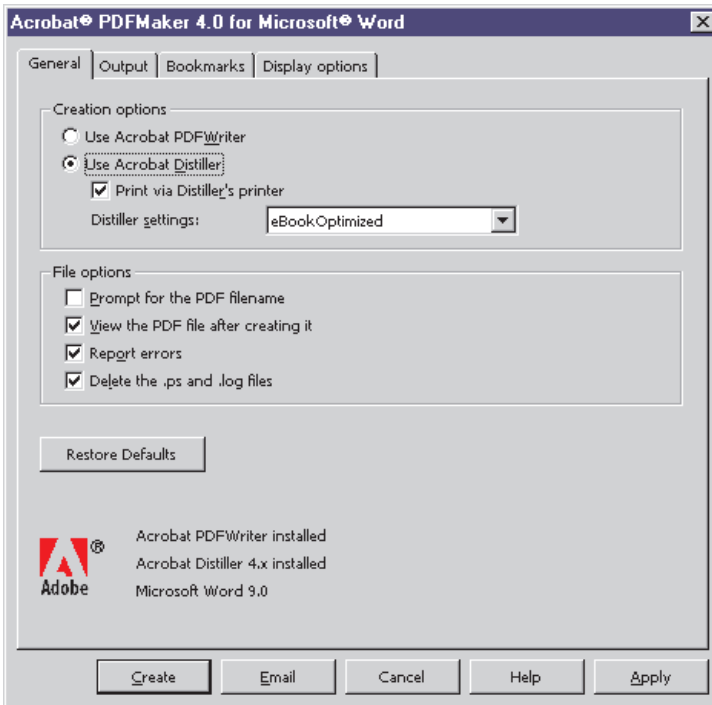 Acrobat® PDFMaker 4.0 for Microsoft® Word
General Output Bookmarks Display options
Creation options
Use Acrobat PDFWriter
Use Acrobat Distiller
Print via Distiller's printer
Distiller settings: eBookOptimized
File options
Prompt for the PDF filename
View the PDF file after creating it
Report errors
Delete the .ps and .log files
Restore Defaults
Acrobat PDFWriter installed
®
Acrobat Distiller 4.x installed
Adobe Microsoft Word 9.0
Create Email Cancel Help Apply